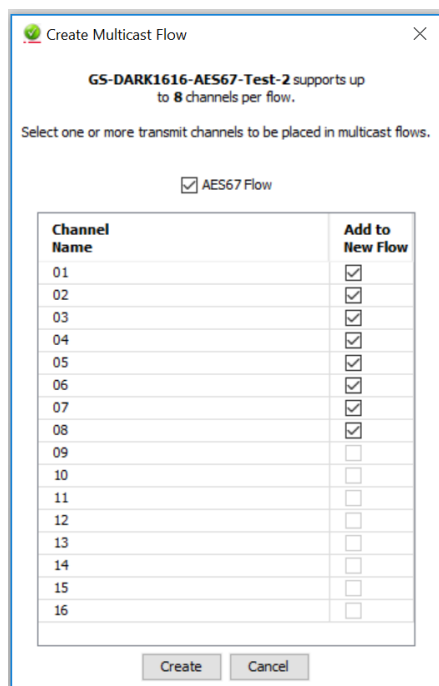 Create Multicast Flow
GS-DARK1616-AES67-Test-2 supports up
to 8 channels per flow.
Select one or more transmit channels to be placed in multicast flows.
AES67 Flow
Channel Name
Add to New Flow
01
02
03
04
05
06
07
08
09
10
11
12
13
14
15
16
Create
Cancel